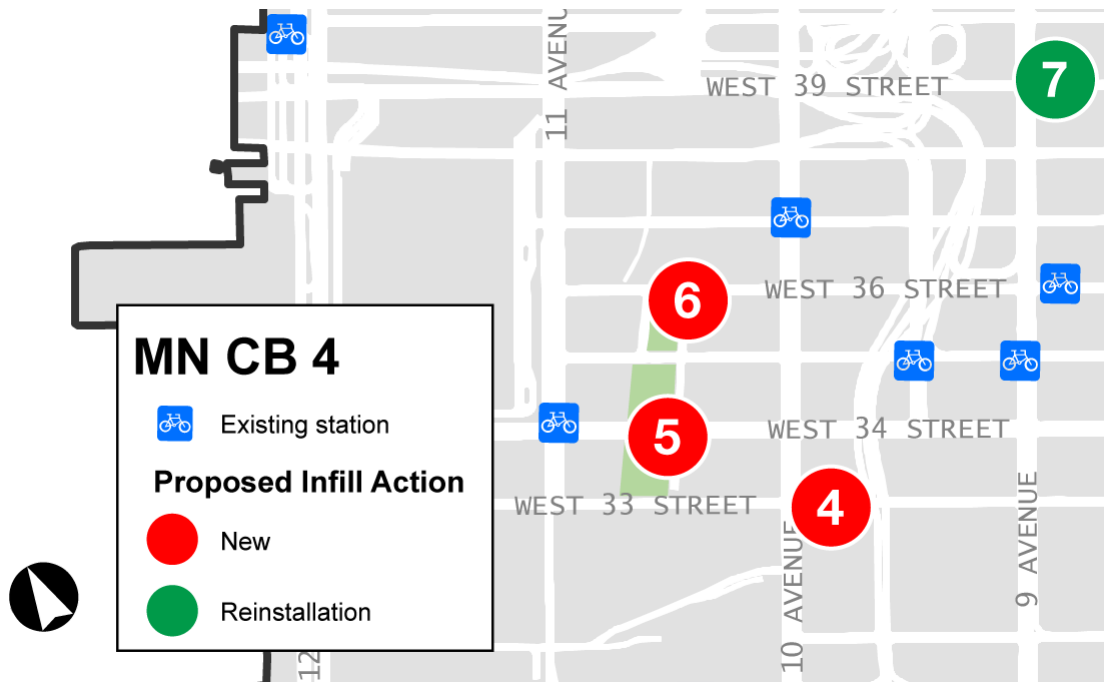 11 AVENU
WEST 39 STREET
7
6
WEST 36 STREET
MN CB 4
Existing station
5
WEST 34 STREET
Proposed Infill Action
WEST 33 STREET
4
New
10 AVENUE
9 AVENUE
Reinstallation
12